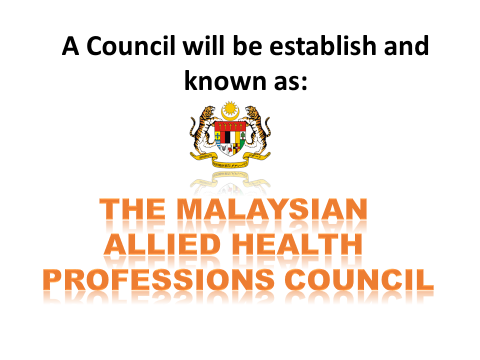 A Council will be establish and
known as:
THE MALAYSIAN
ALLIED HEALTH
PROFESSIONS COUNCIL